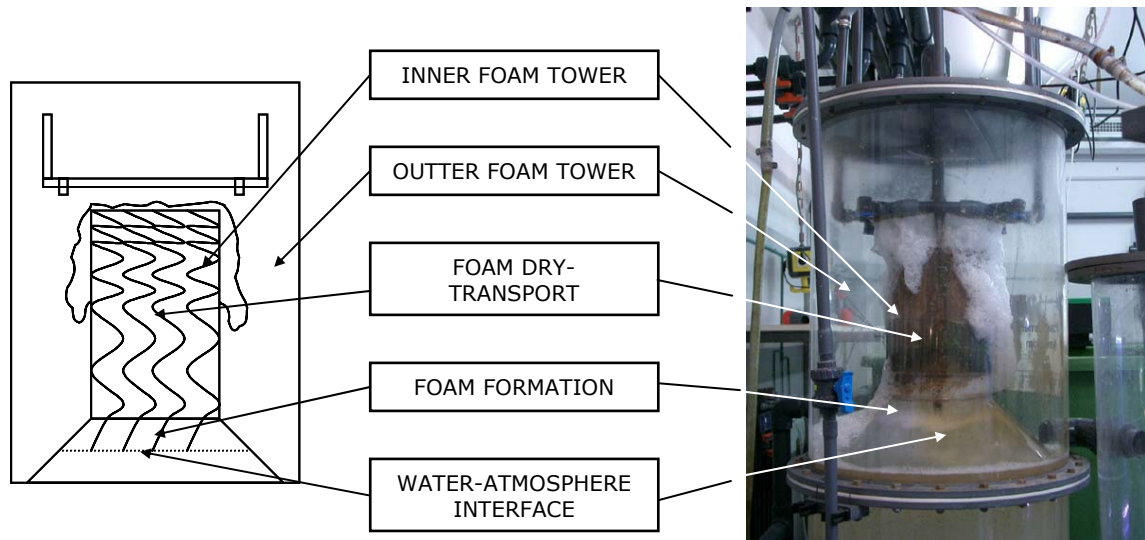 INNER FOAM TOWER
OUTTER FOAM TOWER
FOAM DRY-
TRANSPORT
FOAM FORMATION
WATER-ATMOSPHERE
INTERFACE